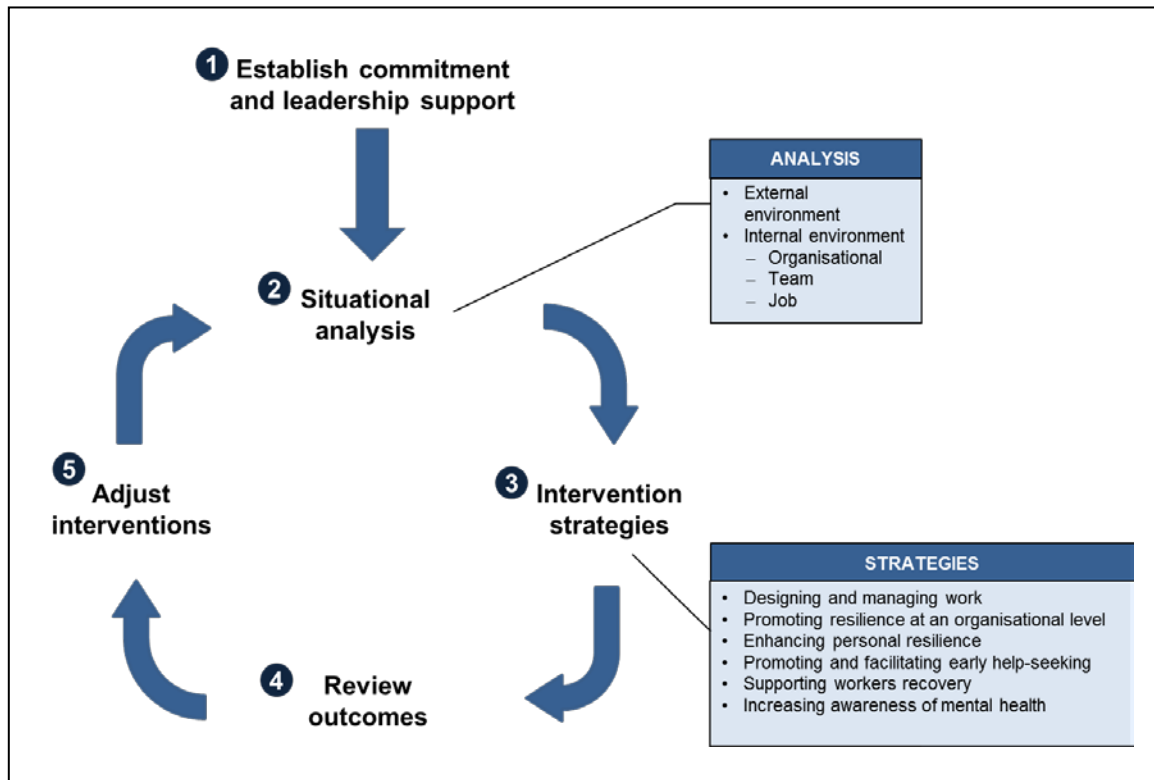 1 Establish commitment
and leadership support
2 Situational
analysis
ANALYSIS
• External
environment
• Internal environment
– Organisational
– Team
– Job
3 Intervention
strategies
STRATEGIES
• Designing and managing work
• Promoting resilience at an organisational level
• Enhancing personal resilience
• Promoting and facilitating early help-seeking
• Supporting workers recovery
• Increasing awareness of mental health
4 Review
outcomes
5 Adjust
interventions